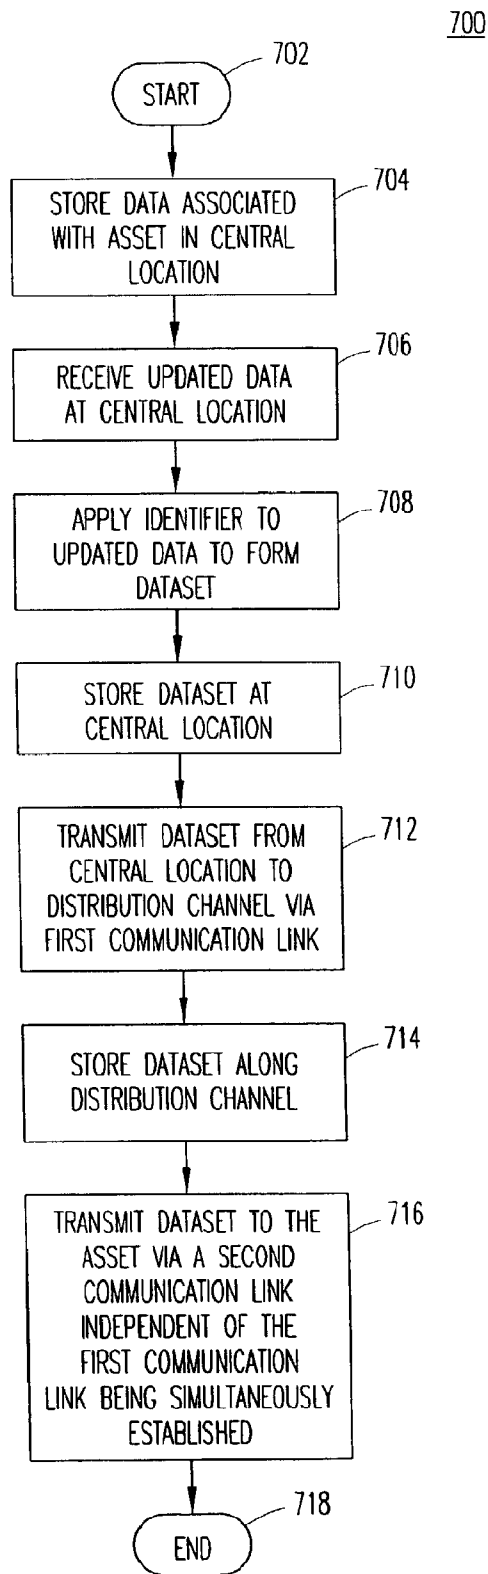 700
702
START
704
STORE DATA ASSOCIATED
WITH ASSET IN CENTRAL
LOCATION
706
RECEIVE UPDATED DATA
AT CENTRAL LOCATION
708
APPLY IDENTIFIER TO
UPDATED DATA TO FORM
DATASET
710
STORE DATASET AT
CENTRAL LOCATION
712
TRANSMIT DATASET FROM
CENTRAL LOCATION TO
DISTRIBUTION CHANNEL VIA
FIRST COMMUNICATION LINK
714
STORE DATASET ALONG
DISTRIBUTION CHANNEL
716
TRANSMIT DATASET TO THE
ASSET VIA A SECOND
COMMUNICATION LINK
INDEPENDENT OF THE
FIRST COMMUNICATION
LINK BEING SIMULTANEOUSLY
ESTABLISHED
718
END